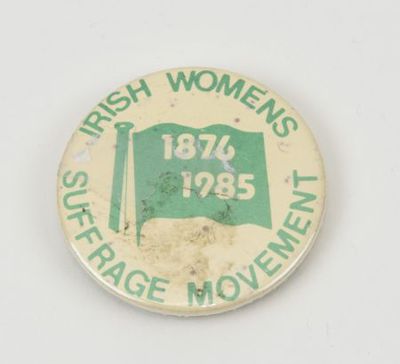 IRISH WOMENS
1876
1985
SUFFRAGE MOVEMENT